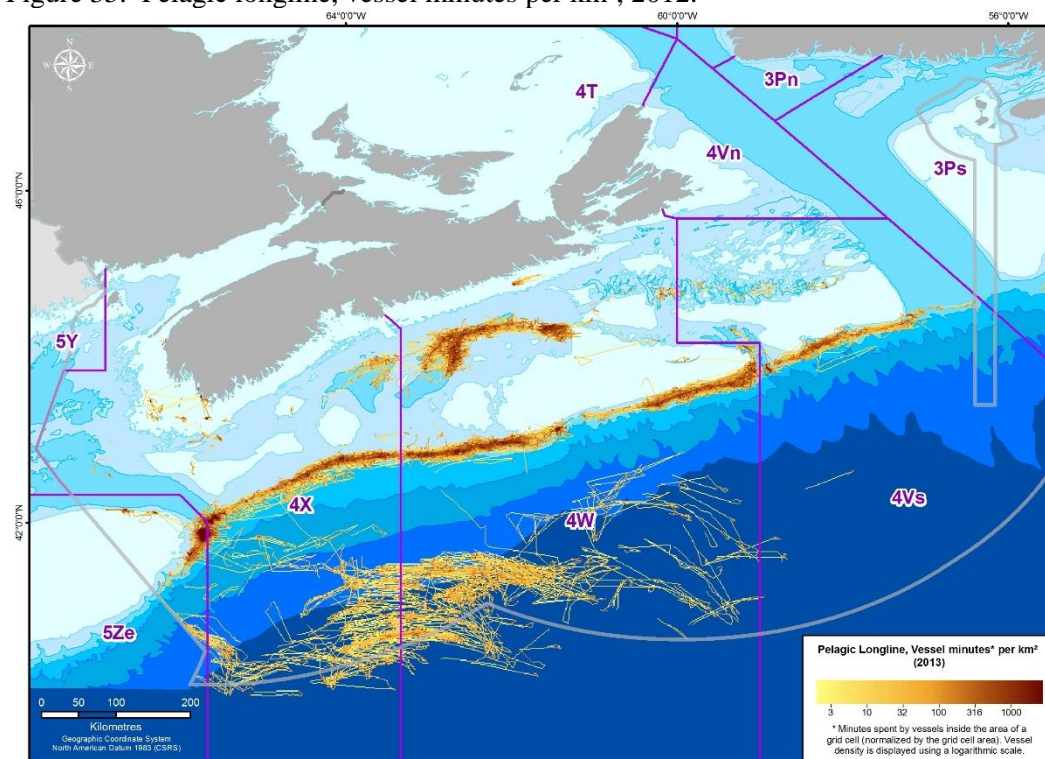 Figure 33. Pelagic longline, vessel minutes per km², 2012.
64°0'0"W
60°0'0"W
56°0'0"W
N
W
E
S
4T
3Pn
4Vn
3Ps
46°0'0"N
5Y
42°0'0"N
4X
4W
4Vs
5Ze
0 50 100 200
Kilometres
Geographic Coordinate System
North American Datum 1983 (CSRS)
Pelagic Longline, Vessel minutes* per km²
(2013)
3 10 32 100 316 1000
* Minutes spent by vessels inside the area of a
grid cell (normalized by the grid cell area). Vessel
density is displayed using a logarithmic scale.